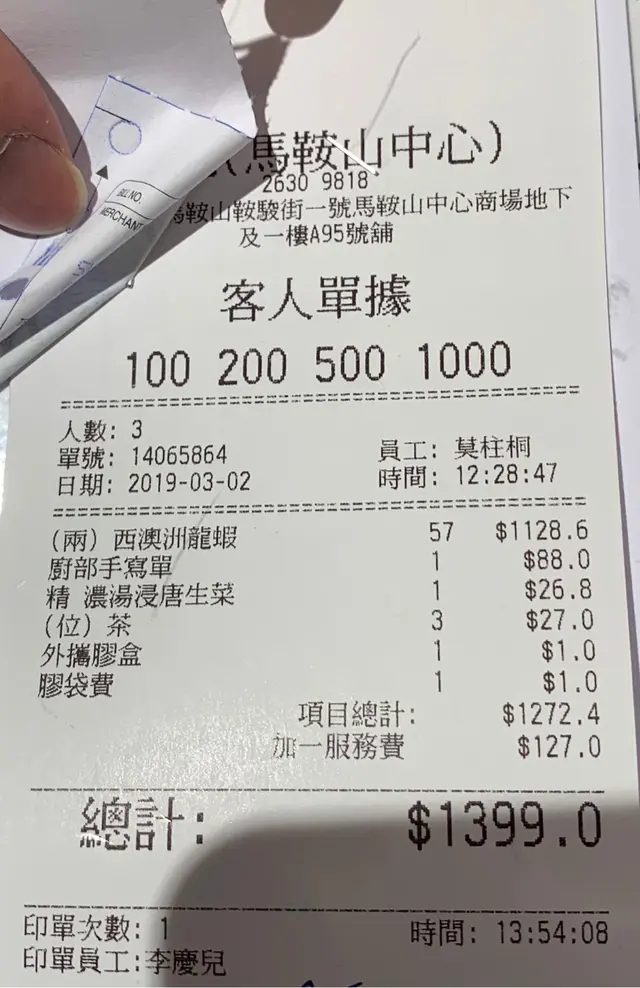 (馬鞍山中心)
2630 9818
馬鞍山鞍駿街一號馬鞍山中心商場地下
及一樓A95號舖
BILL NO.
MERCHANT
客人單據
100 200 500 1000
人數: 3
單號: 14065864 員工: 莫柱桐
日期: 2019-03-02 時間: 12:28:47
(兩) 西澳洲龍蝦 57 $1128.6
廚部手寫單 1 $88.0
精 濃湯浸唐生菜 1 $26.8
(位) 茶 3 $27.0
外攜膠盒 1 $1.0
膠袋費 1 $1.0
項目總計: $1272.4
加一服務費 $127.0
總計: $1399.0
印單次數: 1 時間: 13:54:08
印單員工:李慶兒